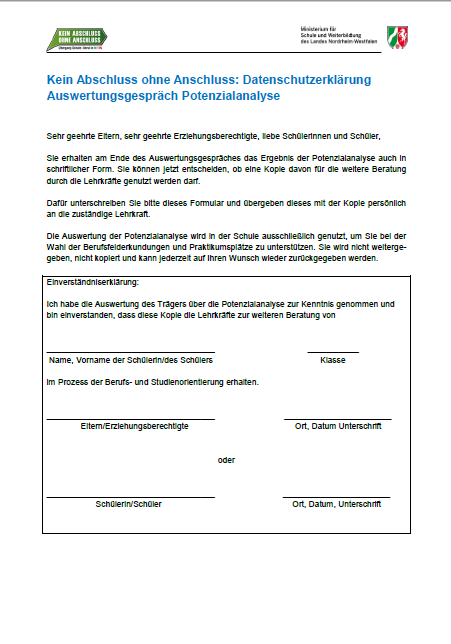 KEIN ABSCHLUSS
OHNE ANSCHLUSS
Übergang Schule - Beruf in NRW
Ministerium für
Schule und Weiterbildung
des Landes Nordrhein-Westfalen
Kein Abschluss ohne Anschluss: Datenschutzerklärung
Auswertungsgespräch Potenzialanalyse
Sehr geehrte Eltern, sehr geehrte Erziehungsberechtigte, liebe Schülerinnen und Schüler,
Sie erhalten am Ende des Auswertungsgespräches das Ergebnis der Potenzialanalyse auch in
schriftlicher Form. Sie können jetzt entscheiden, ob eine Kopie davon für die weitere Beratung
durch die Lehrkräfte genutzt werden darf.
Dafür unterschreiben Sie bitte dieses Formular und übergeben dieses mit der Kopie persönlich
an die zuständige Lehrkraft.
Die Auswertung der Potenzialanalyse wird in der Schule ausschließlich genutzt, um Sie bei der
Wahl der Berufsfelderkundungen und Praktikumsplätze zu unterstützen. Sie wird nicht weiterge-
geben, nicht kopiert und kann jederzeit auf Ihren Wunsch wieder zurückgegeben werden.
Einverständniserklärung:
Ich habe die Auswertung des Trägers über die Potenzialanalyse zur Kenntnis genommen und
bin einverstanden, dass diese Kopie die Lehrkräfte zur weiteren Beratung von
Name, Vorname der Schülerin/des Schülers Klasse
im Prozess der Berufs- und Studienorientierung erhalten.
Eltern/Erziehungsberechtigte Ort, Datum Unterschrift
oder
Schülerin/Schüler Ort, Datum, Unterschrift